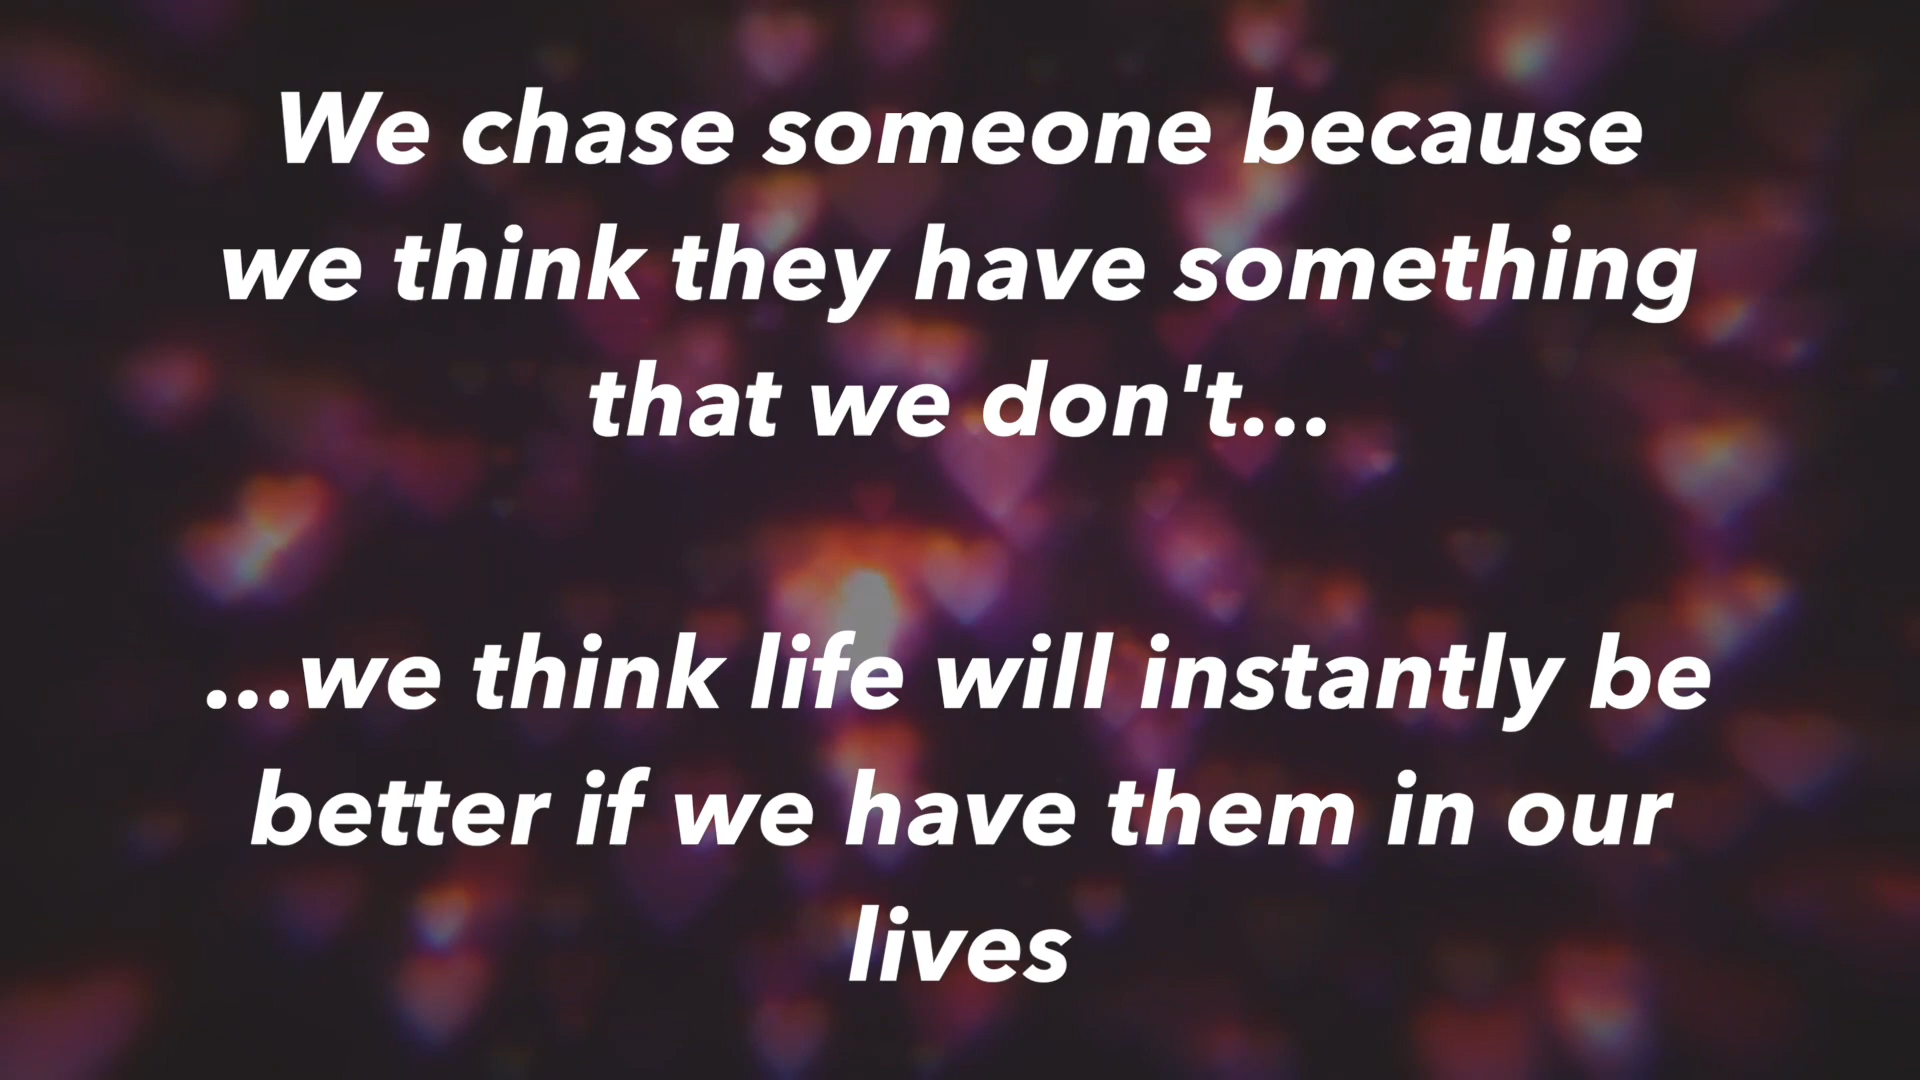 We chase someone because
we think they have something
that we don't...
...we think life will instantly be
better if we have them in our
lives